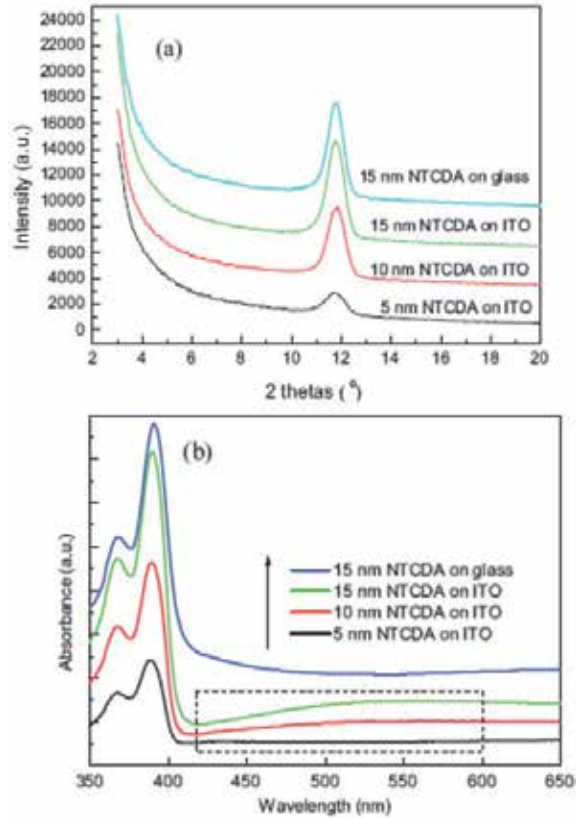 (a)
24000
22000
20000
18000
16000
14000
12000
10000
8000
6000
4000
2000
0
Intensity (a.u.)
15 nm NTCDA on glass
15 nm NTCDA on ITO
10 nm NTCDA on ITO
5 nm NTCDA on ITO
2 4 6 8 10 12 14 16 18 20
2 thetas (°)
(b)
Absorbance (a.u.)
15 nm NTCDA on glass
15 nm NTCDA on ITO
10 nm NTCDA on ITO
5 nm NTCDA on ITO
350 400 450 500 550 600 650
Wavelength (nm)